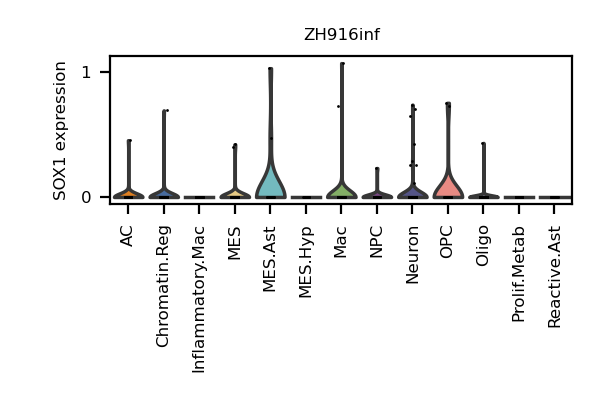 ZH916inf
SOX1 expression
1
0
AC
Chromatin.Reg
Inflammatory.Mac
MES
MES.Ast
MES.Hyp
Mac
NPC
Neuron
OPC
Oligo
Prolif.Metab
Reactive.Ast